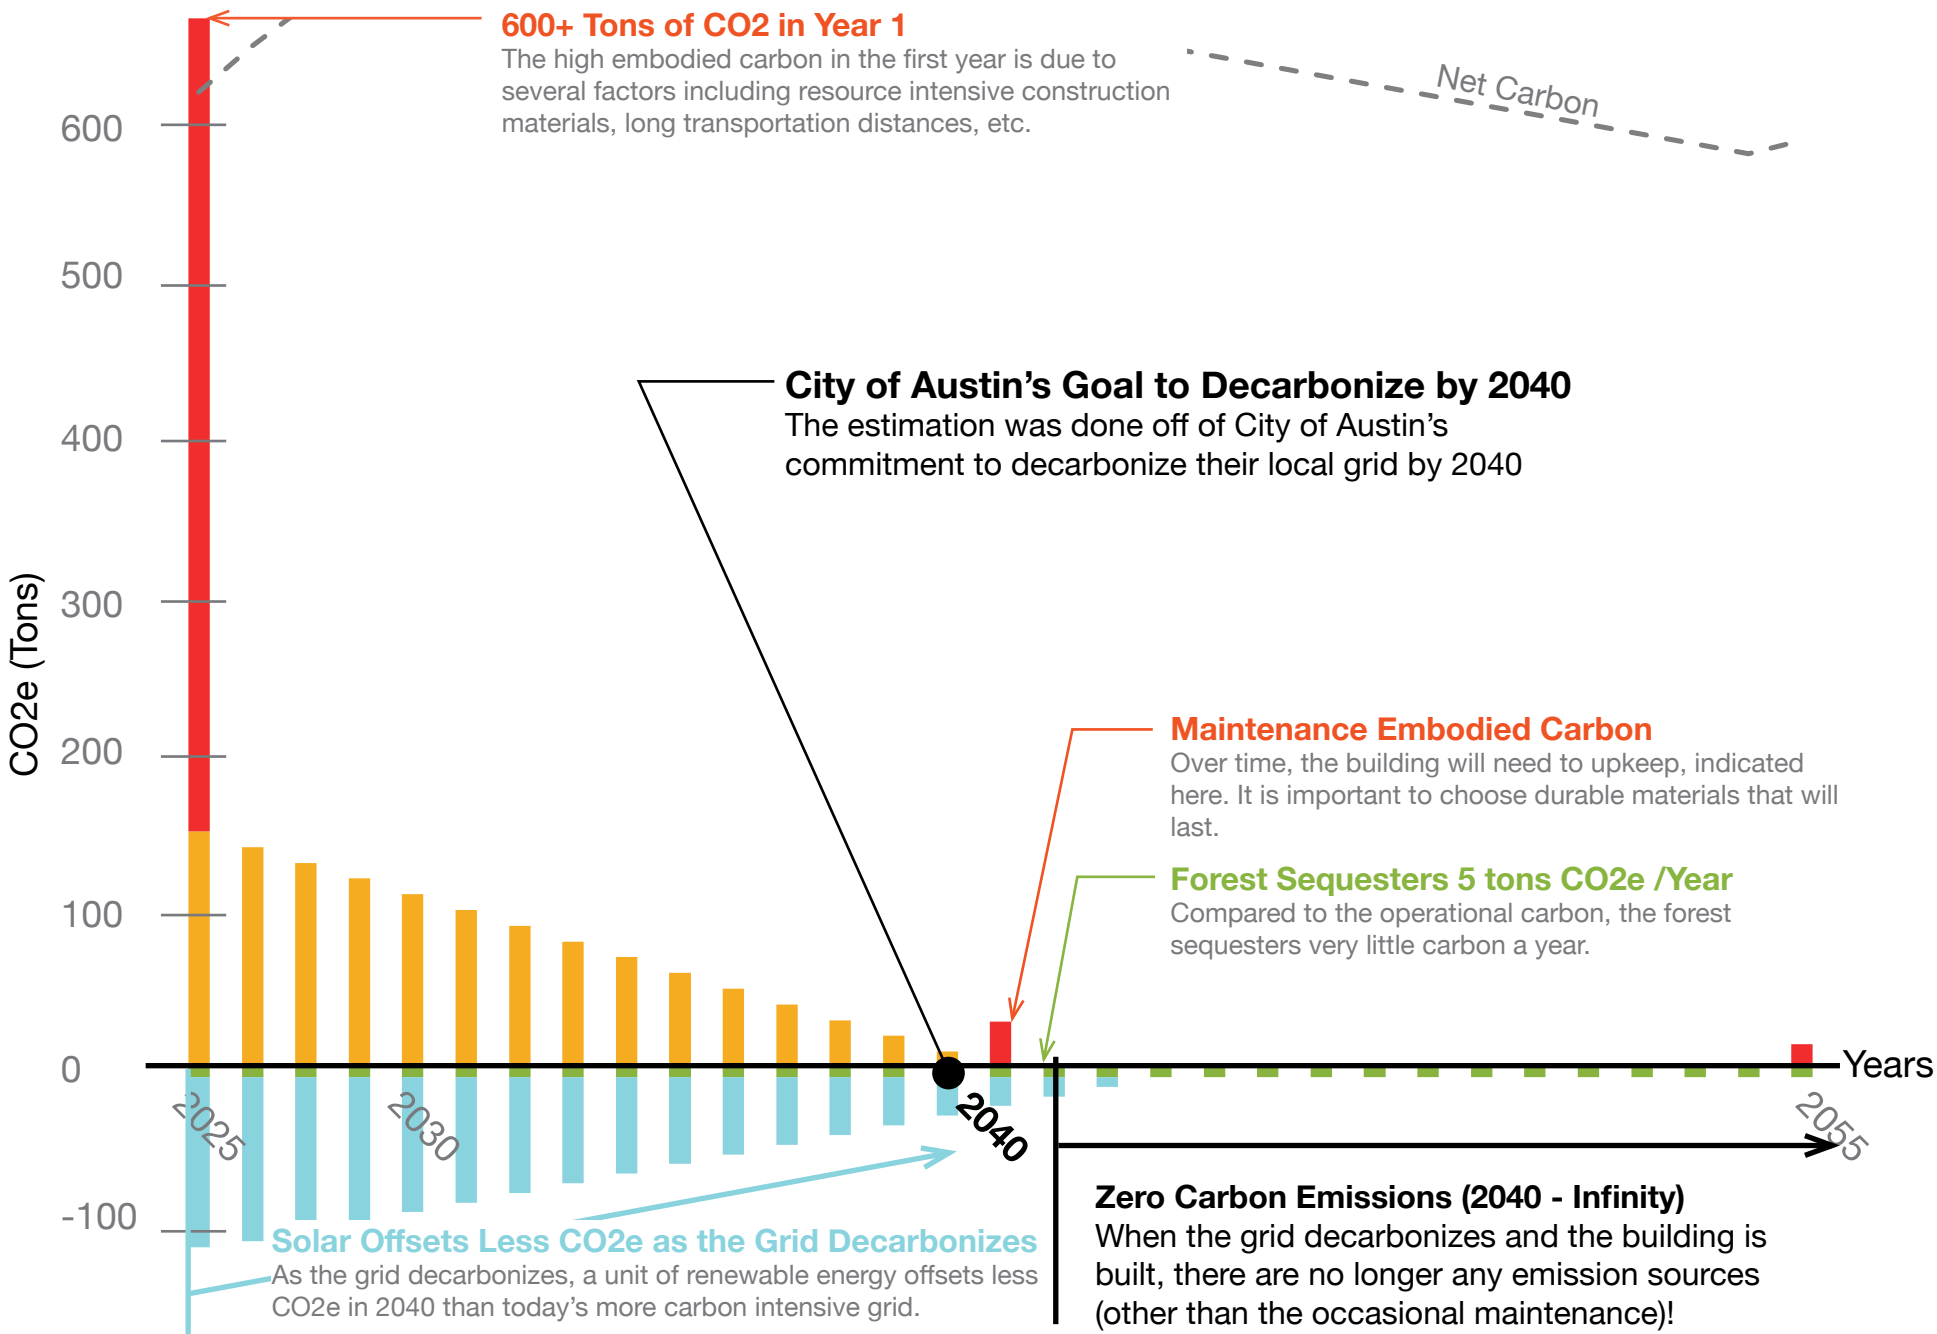 600+ Tons of CO2 in Year 1
The high embodied carbon in the first year is due to
several factors including resource intensive construction
materials, long transportation distances, etc.
Net Carbon
600
500
400
300
200
100
0
-100
CO2e (Tons)
City of Austin's Goal to Decarbonize by 2040
The estimation was done off of City of Austin's
commitment to decarbonize their local grid by 2040
Maintenance Embodied Carbon
Over time, the building will need to upkeep, indicated
here. It is important to choose durable materials that will
last.
Forest Sequesters 5 tons CO2e /Year
Compared to the operational carbon, the forest
sequesters very little carbon a year.
Years
2025
2030
2040
2055
Solar Offsets Less CO2e as the Grid Decarbonizes
As the grid decarbonizes, a unit of renewable energy offsets less
CO2e in 2040 than today's more carbon intensive grid.
Zero Carbon Emissions (2040 - Infinity)
When the grid decarbonizes and the building is
built, there are no longer any emission sources
(other than the occasional maintenance)!